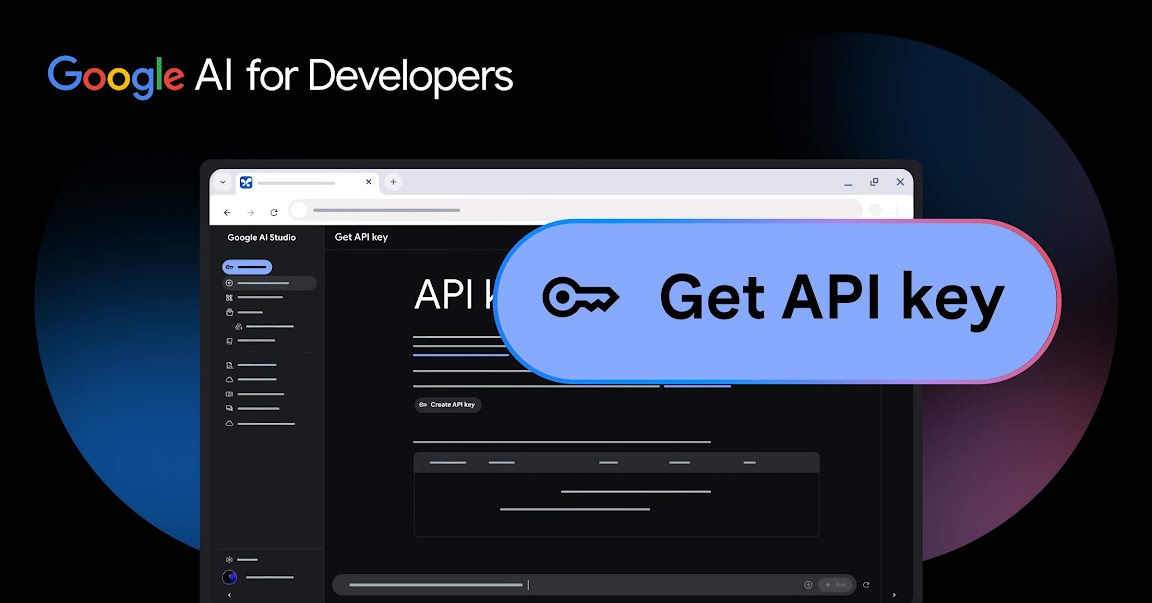 Google AI for Developers
Google AI Studio
Get API key
API k
Get API key
Create API key
Run